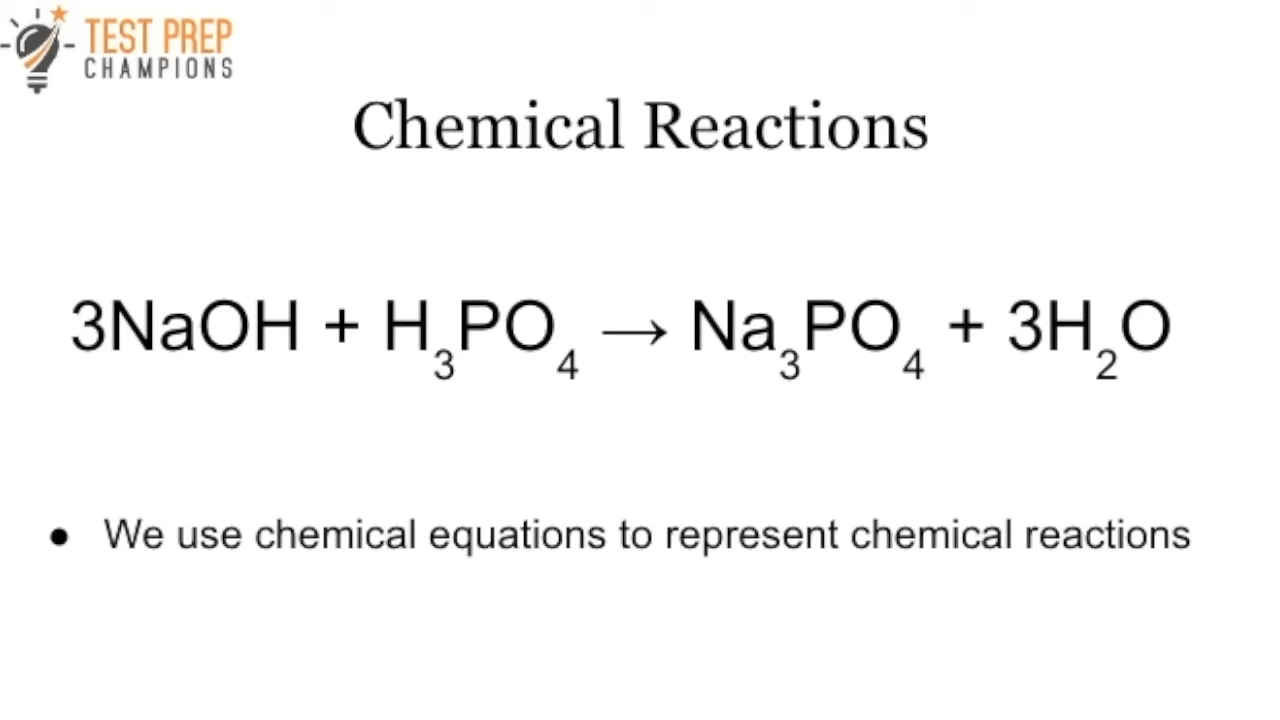 TEST PREP
CHAMPIONS
Chemical Reactions
3NaOH + H₃PO₄ → Na₃PO₄ + 3H₂O
● We use chemical equations to represent chemical reactions